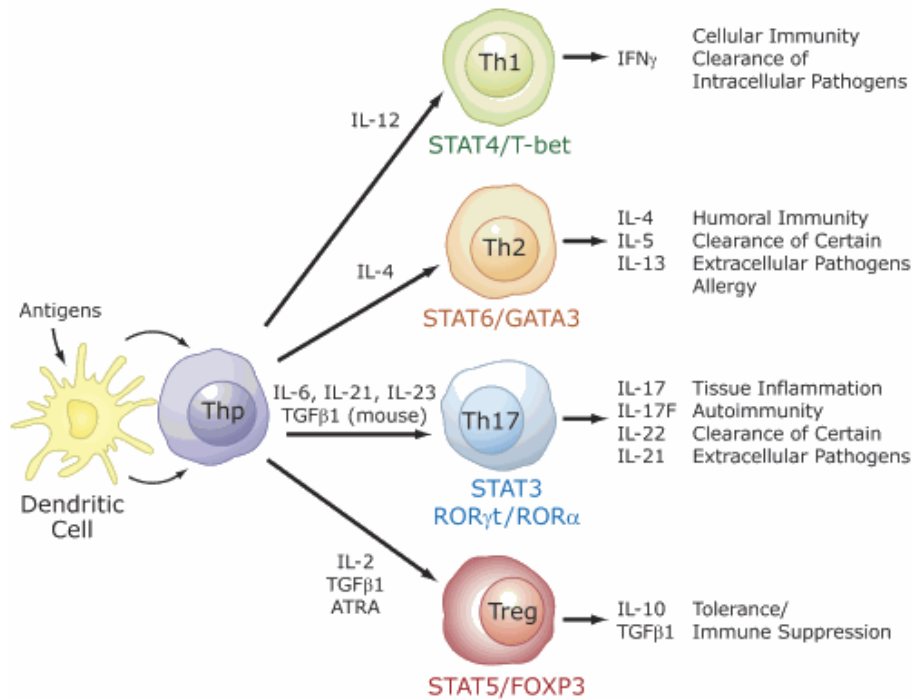 Antigens
Dendritic
Cell
Thp
IL-12
Th1
STAT4/T-bet
IFNγ
Cellular Immunity
Clearance of
Intracellular Pathogens
IL-4
Th2
STAT6/GATA3
IL-4 Humoral Immunity
IL-5 Clearance of Certain
IL-13 Extracellular Pathogens
Allergy
IL-6, IL-21, IL-23
TGFβ1 (mouse)
Th17
STAT3
RORγt/RORα
IL-17 Tissue Inflammation
IL-17F Autoimmunity
IL-22 Clearance of Certain
IL-21 Extracellular Pathogens
IL-2
TGFβ1
ATRA
Treg
STAT5/FOXP3
IL-10 Tolerance/
TGFβ1 Immune Suppression